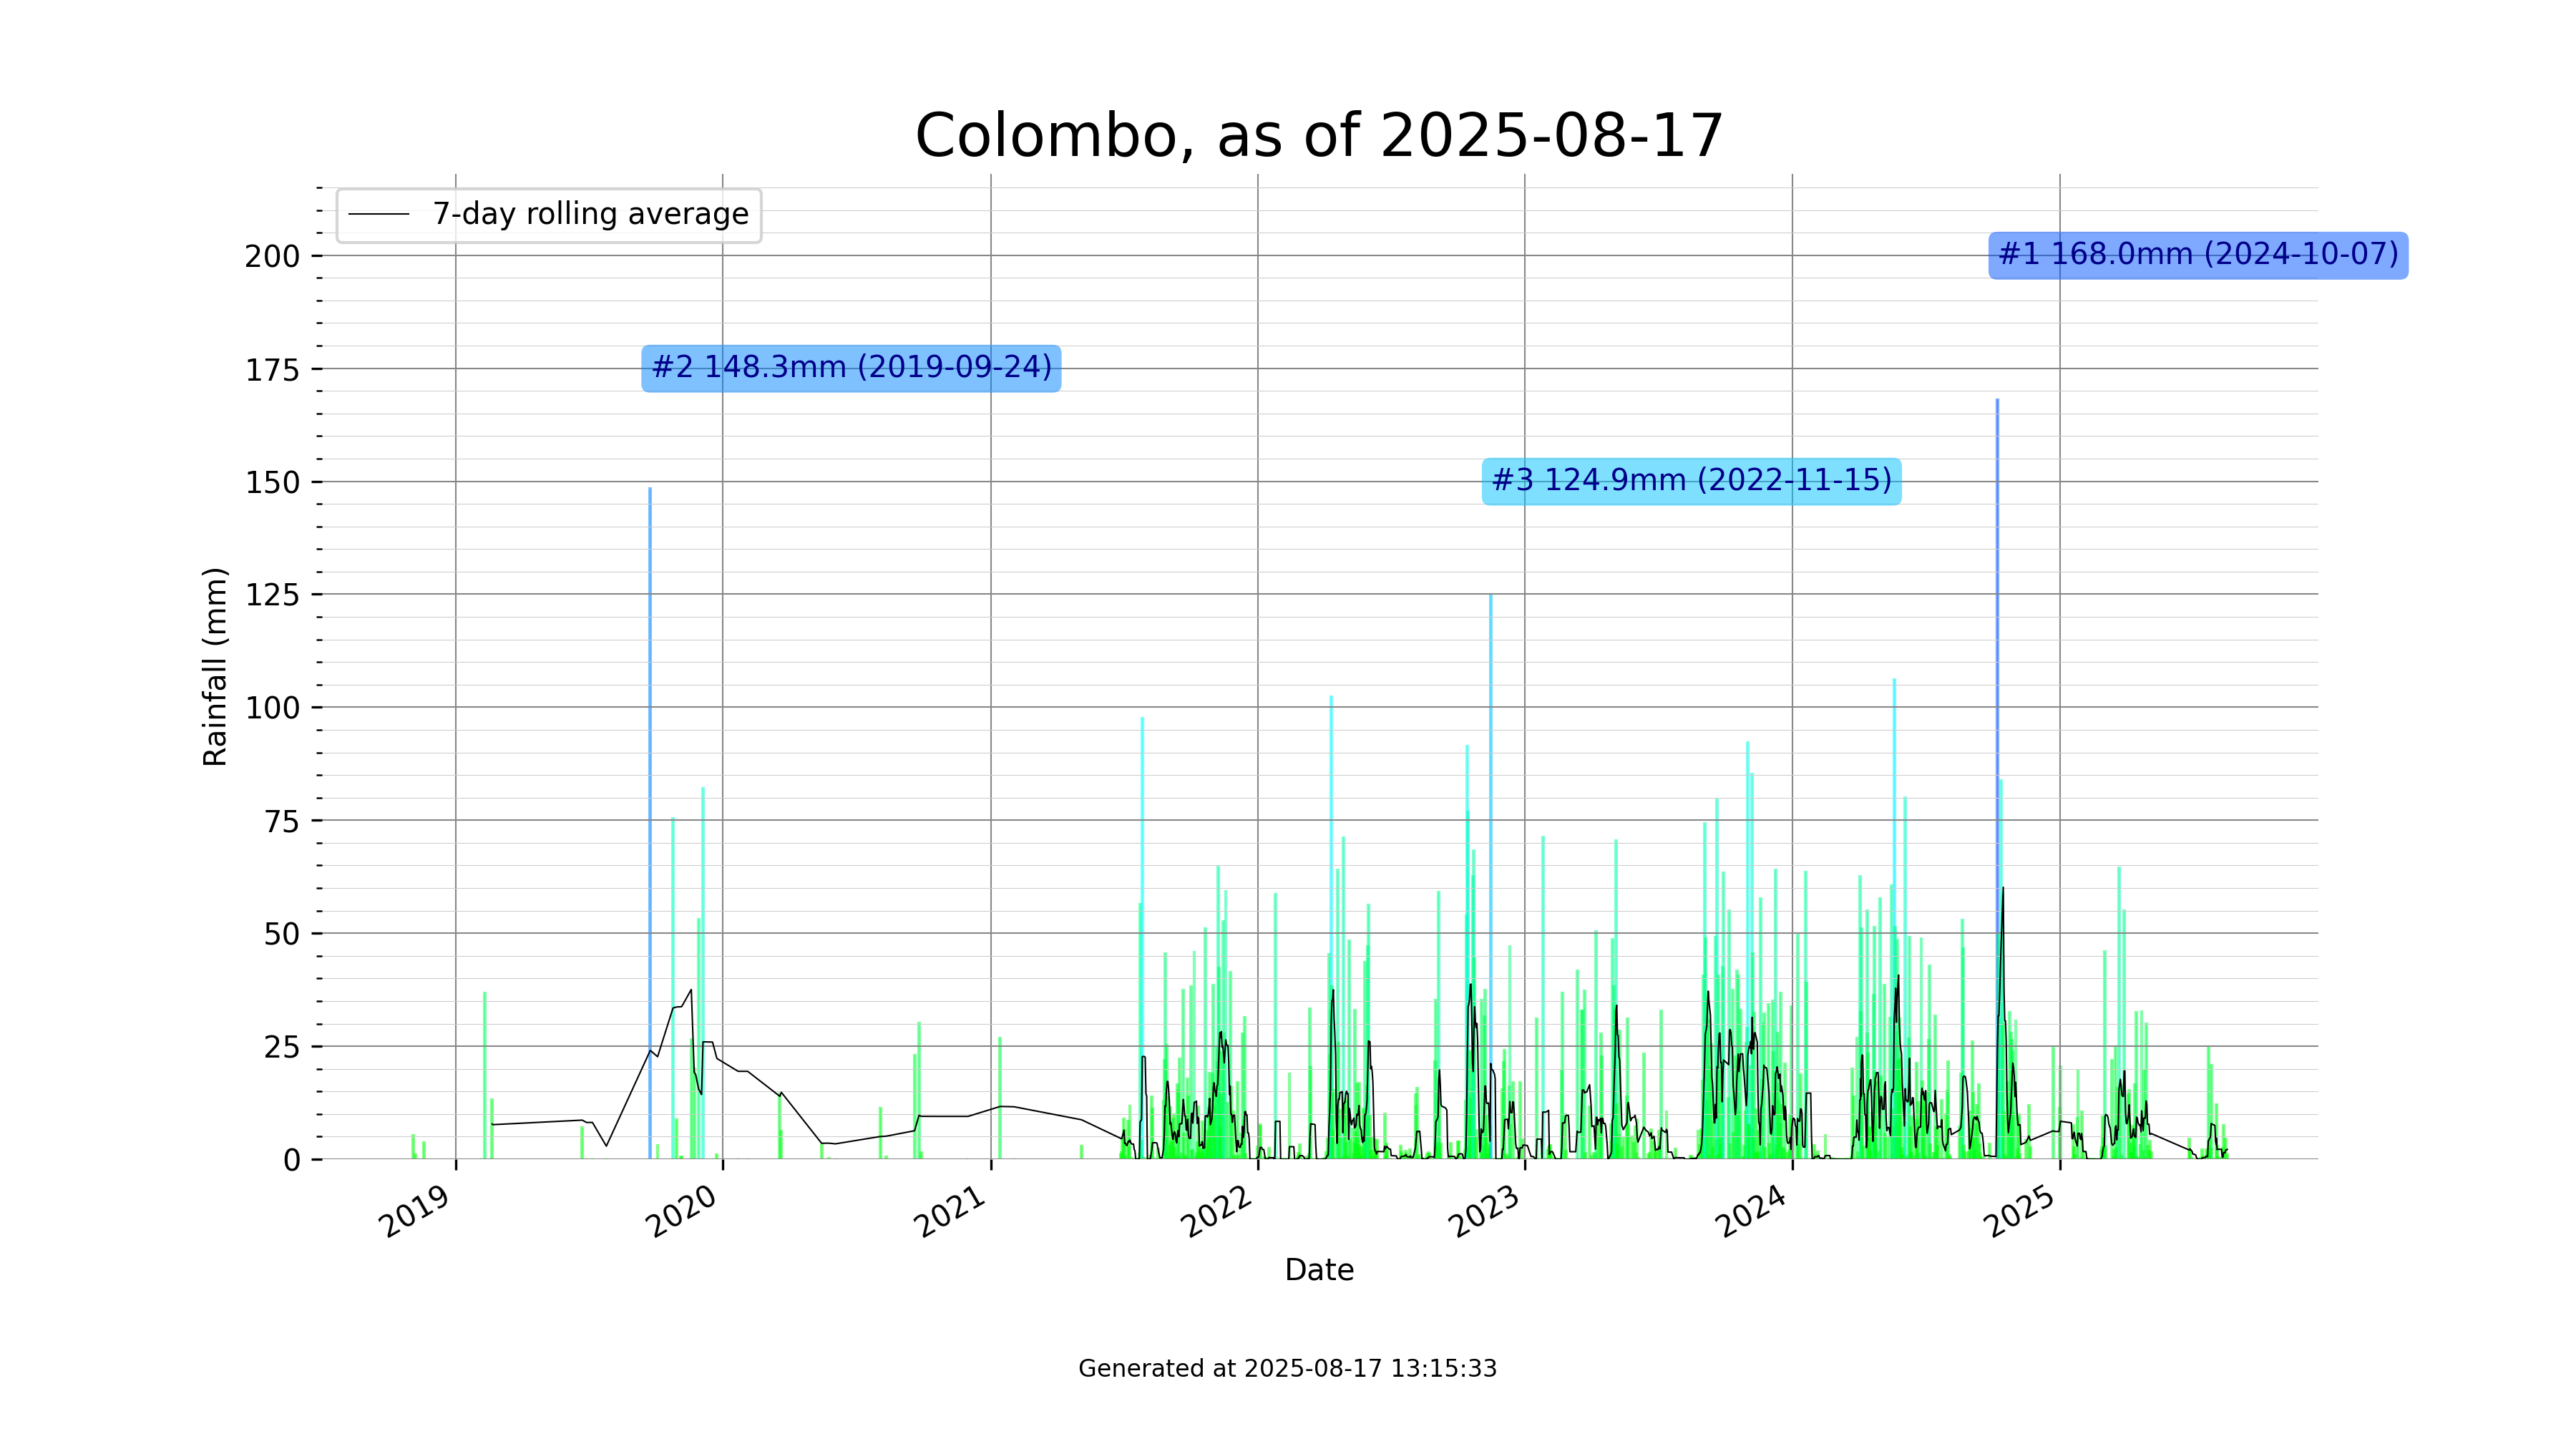 Colombo, as of 2025-08-17
7-day rolling average
#1 168.0mm (2024-10-07)
#2 148.3mm (2019-09-24)
#3 124.9mm (2022-11-15)
200
175
150
125
100
75
50
25
0
Rainfall (mm)
2019
2020
2021
2022
2023
2024
2025
Date
Generated at 2025-08-17 13:15:33